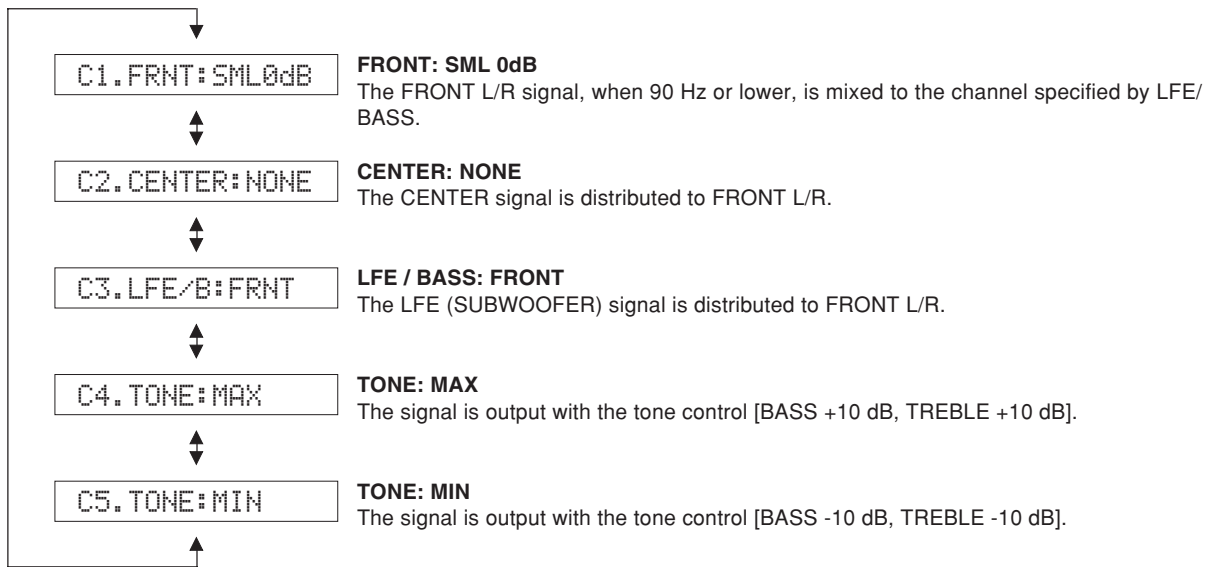 C1.FRNT:SML0dB
FRONT: SML 0dB
The FRONT L/R signal, when 90 Hz or lower, is mixed to the channel specified by LFE/
BASS.
C2.CENTER:NONE
CENTER: NONE
The CENTER signal is distributed to FRONT L/R.
C3.LFE/B:FRNT
LFE / BASS: FRONT
The LFE (SUBWOOFER) signal is distributed to FRONT L/R.
C4.TONE:MAX
TONE: MAX
The signal is output with the tone control [BASS +10 dB, TREBLE +10 dB].
C5.TONE:MIN
TONE: MIN
The signal is output with the tone control [BASS -10 dB, TREBLE -10 dB].